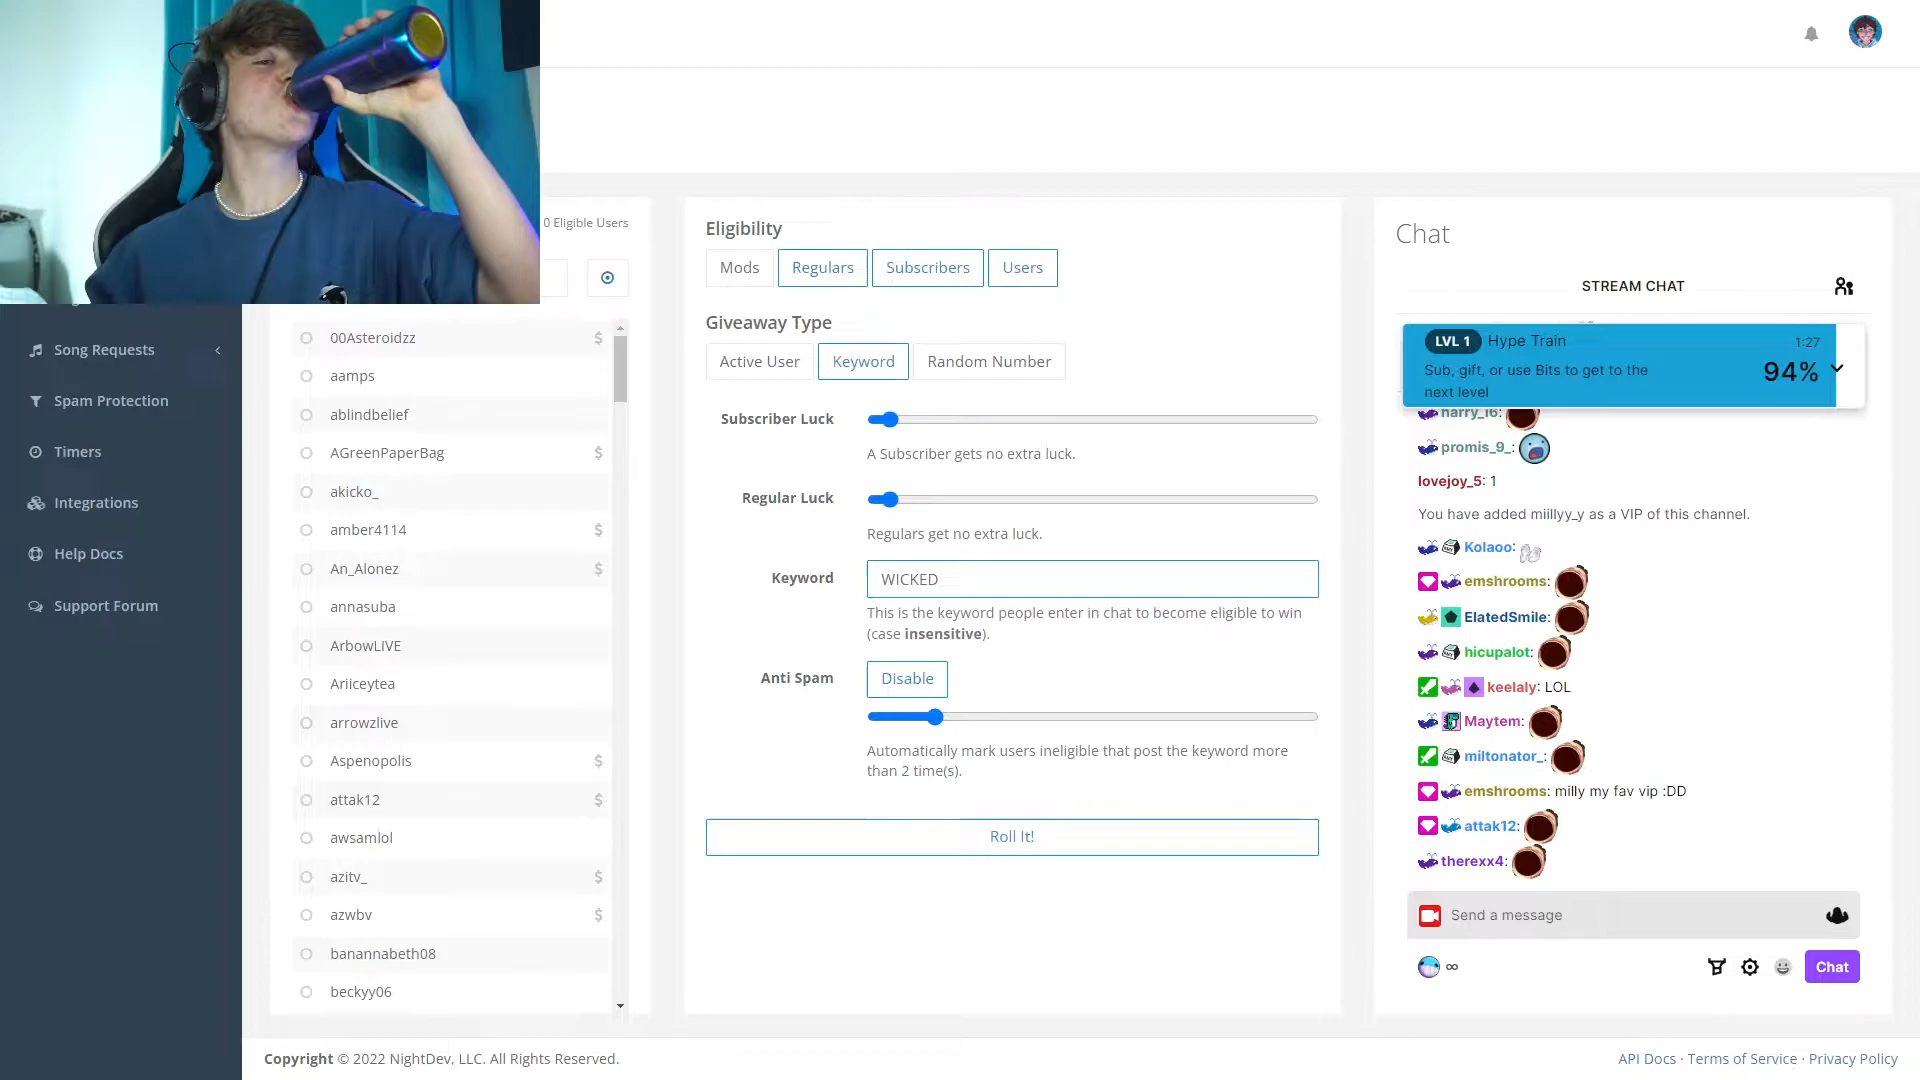 0 Eligible Users
Song Requests
Spam Protection
Timers
Integrations
Help Docs
Support Forum
00Asteroidzz $
aamps
ablindbelief
AGreenPaperBag $
akicko_
amber4114 $
An_Alonez $
annasuba
ArbowLIVE
Ariiceytea
arrowzlive
Aspenopolis $
attak12 $
awsamlol
azitv_ $
azwbv $
banannabeth08
beckyy06
Eligibility
Mods Regulars Subscribers Users
Giveaway Type
Active User Keyword Random Number
Subscriber Luck
A Subscriber gets no extra luck.
Regular Luck
Regulars get no extra luck.
Keyword WICKED
This is the keyword people enter in chat to become eligible to win
(case insensitive).
Anti Spam Disable
Automatically mark users ineligible that post the keyword more
than 2 time(s).
Roll It!
Chat
STREAM CHAT
LVL 1 Hype Train 1:27
Sub, gift, or use Bits to get to the
next level
94%
harry_16:
promis_9_:
lovejoy_5: 1
You have added miillyy_y as a VIP of this channel.
Kolaoo:
emshrooms:
ElatedSmile:
hicupalot:
keelaly: LOL
Maytem:
miltonator_:
emshrooms: milly my fav vip :DD
attak12:
therexx4:
Send a message
∞
Chat
Copyright © 2022 NightDev, LLC. All Rights Reserved.
API Docs · Terms of Service · Privacy Policy